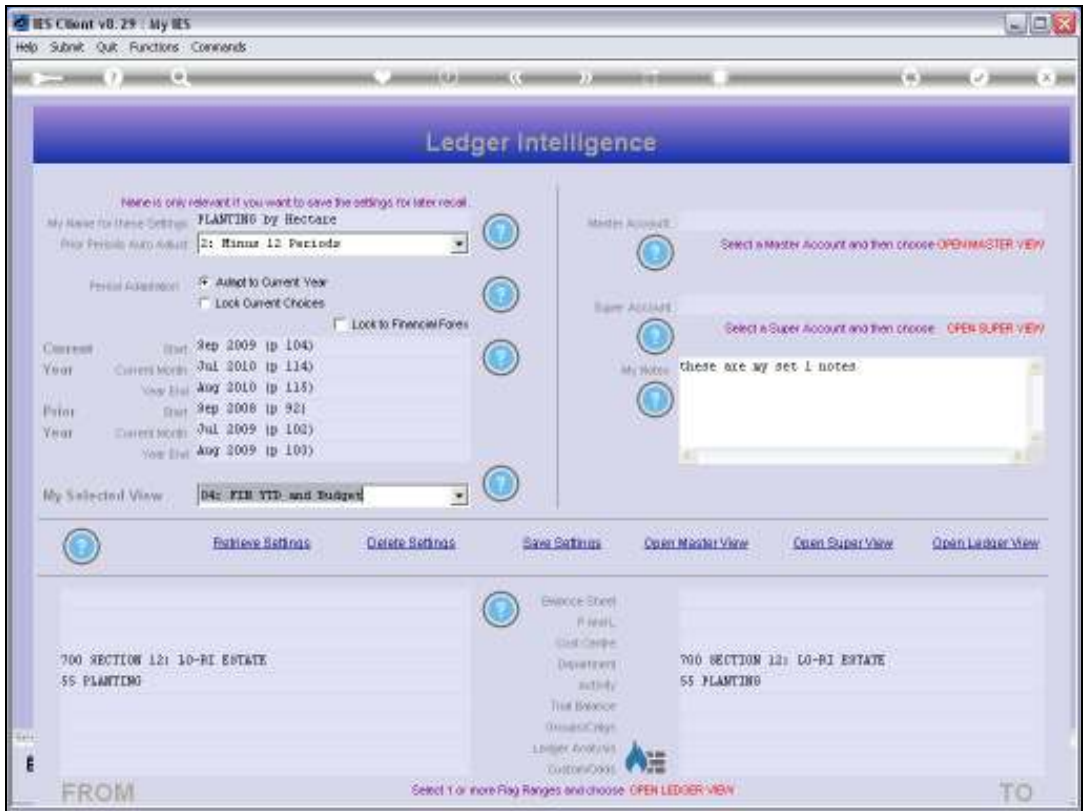 IES Client v8.29 : My IES
Help Submit Quit Functions Commands
Ledger Intelligence
Name is only relevant if you want to save the settings for later recall.
My Name for these Settings PLANTING by Hectare
Prior Periods Auto Adjust 2: Minus 12 Periods
Period Adaptation Adapt to Current Year
Lock Current Choices
Lock to Financial Forex
Current Year
Start Sep 2009 (p 104)
Current Month Jul 2010 (p 114)
Year End Aug 2010 (p 115)
Prior Year
Start Sep 2008 (p 92)
Current Month Jul 2009 (p 102)
Year End Aug 2009 (p 103)
My Selected View 04: FIN YTD and Budget
Master Account
Select a Master Account and then choose OPEN MASTER VIEW
Super Account
Select a Super Account and then choose OPEN SUPER VIEW
My Notes these are my set 1 notes
Retrieve Settings Delete Settings Save Settings Open Master View Open Super View Open Ledger View
Balance Sheet
P and L
Cost Centre
700 SECTION 12: LO-RI ESTATE Department 700 SECTION 12: LO-RI ESTATE
55 PLANTING Activity 55 PLANTING
Trial Balance
Ledger Analysis
FROM Select 1 or more Flag Ranges and choose OPEN LEDGER VIEW TO